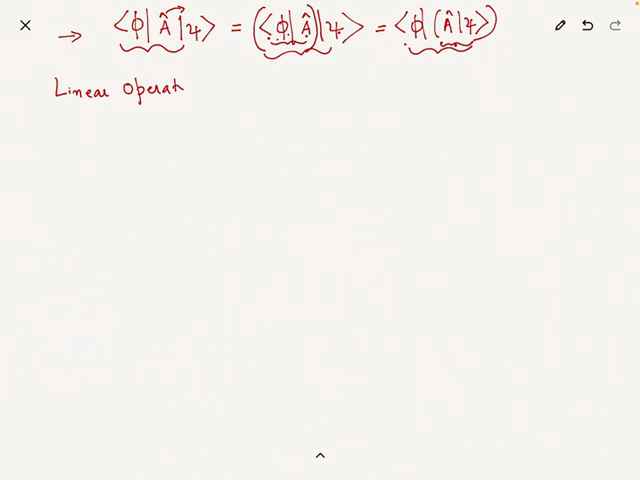 → ⟨ϕ|Â|ψ⟩ = (⟨ϕ|Â)|ψ⟩ = ⟨ϕ|(Â|ψ⟩)
Linear Operat